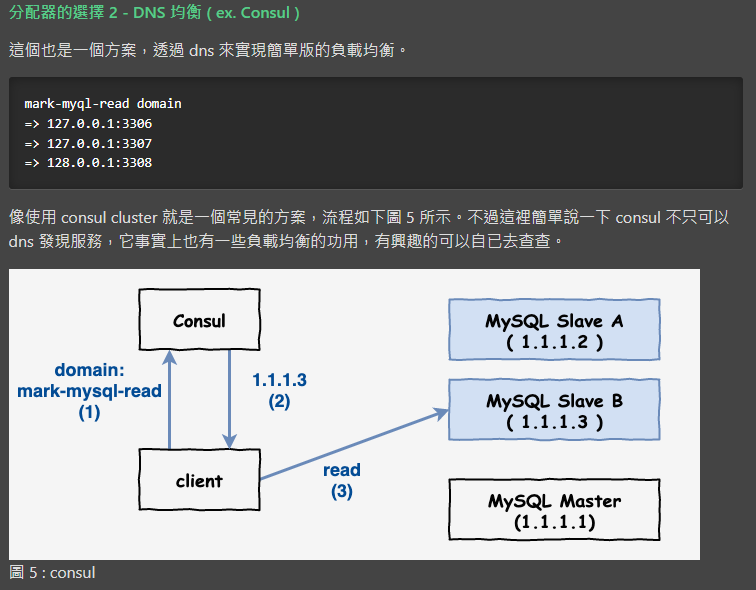 分配器的選擇 2 - DNS 均衡 ( ex. Consul )
這個也是一個方案，透過 dns 來實現簡單版的負載均衡。
mark-myql-read domain
=> 127.0.0.1:3306
=> 127.0.0.1:3307
=> 128.0.0.1:3308
像使用 consul cluster 就是一個常見的方案，流程如下圖 5 所示。不過這裡簡單說一下 consul 不只可以
dns 發現服務，它事實上也有一些負載均衡的功用，有興趣的可以自已去查查。
Consul
domain:
mark-mysql-read
(1)
1.1.1.3
(2)
client
read
(3)
MySQL Slave A
( 1.1.1.2 )
MySQL Slave B
( 1.1.1.3 )
MySQL Master
(1.1.1.1)
圖 5 : consul